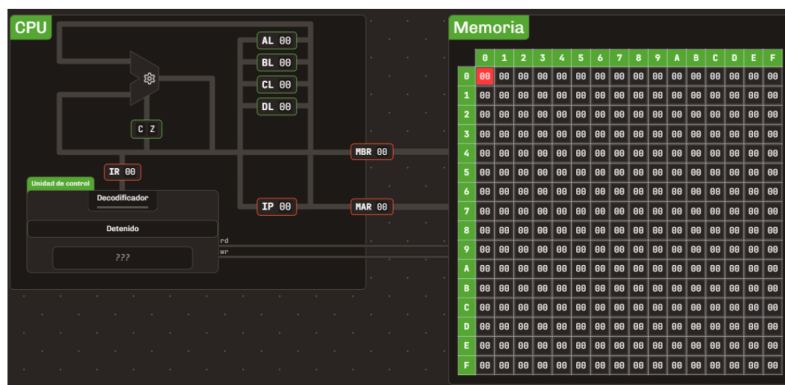 CPU
AL 00
BL 00
CL 00
DL 00
C Z
MBR 00
IR 00
Unidad de control
Decodificador
IP 00
MAR 00
Detenido
rd
wr
???
Memoria
0 1 2 3 4 5 6 7 8 9 A B C D E F
0 00 00 00 00 00 00 00 00 00 00 00 00 00 00 00 00
1 00 00 00 00 00 00 00 00 00 00 00 00 00 00 00 00
2 00 00 00 00 00 00 00 00 00 00 00 00 00 00 00 00
3 00 00 00 00 00 00 00 00 00 00 00 00 00 00 00 00
4 00 00 00 00 00 00 00 00 00 00 00 00 00 00 00 00
5 00 00 00 00 00 00 00 00 00 00 00 00 00 00 00 00
6 00 00 00 00 00 00 00 00 00 00 00 00 00 00 00 00
7 00 00 00 00 00 00 00 00 00 00 00 00 00 00 00 00
8 00 00 00 00 00 00 00 00 00 00 00 00 00 00 00 00
9 00 00 00 00 00 00 00 00 00 00 00 00 00 00 00 00
A 00 00 00 00 00 00 00 00 00 00 00 00 00 00 00 00
B 00 00 00 00 00 00 00 00 00 00 00 00 00 00 00 00
C 00 00 00 00 00 00 00 00 00 00 00 00 00 00 00 00
D 00 00 00 00 00 00 00 00 00 00 00 00 00 00 00 00
E 00 00 00 00 00 00 00 00 00 00 00 00 00 00 00 00
F 00 00 00 00 00 00 00 00 00 00 00 00 00 00 00 00